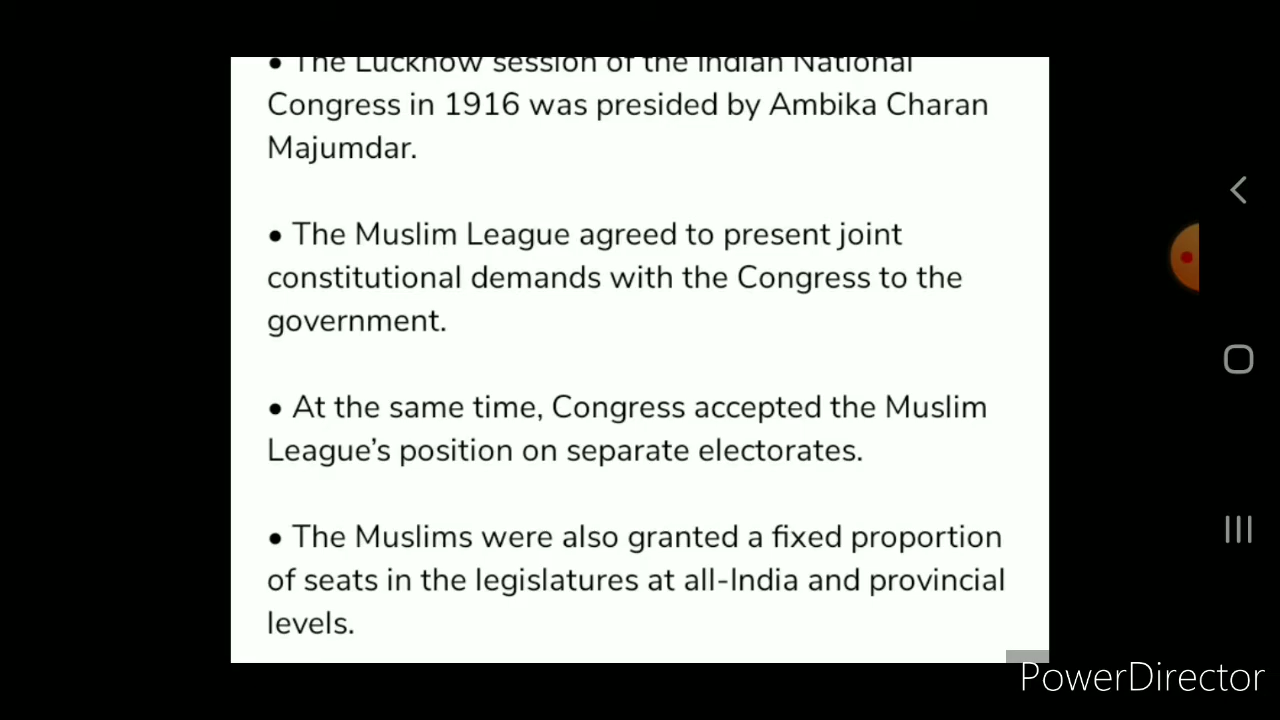 • The Lucknow session of the Indian National
Congress in 1916 was presided by Ambika Charan
Majumdar.
• The Muslim League agreed to present joint
constitutional demands with the Congress to the
government.
• At the same time, Congress accepted the Muslim
League’s position on separate electorates.
• The Muslims were also granted a fixed proportion
of seats in the legislatures at all-India and provincial
levels.
PowerDirector